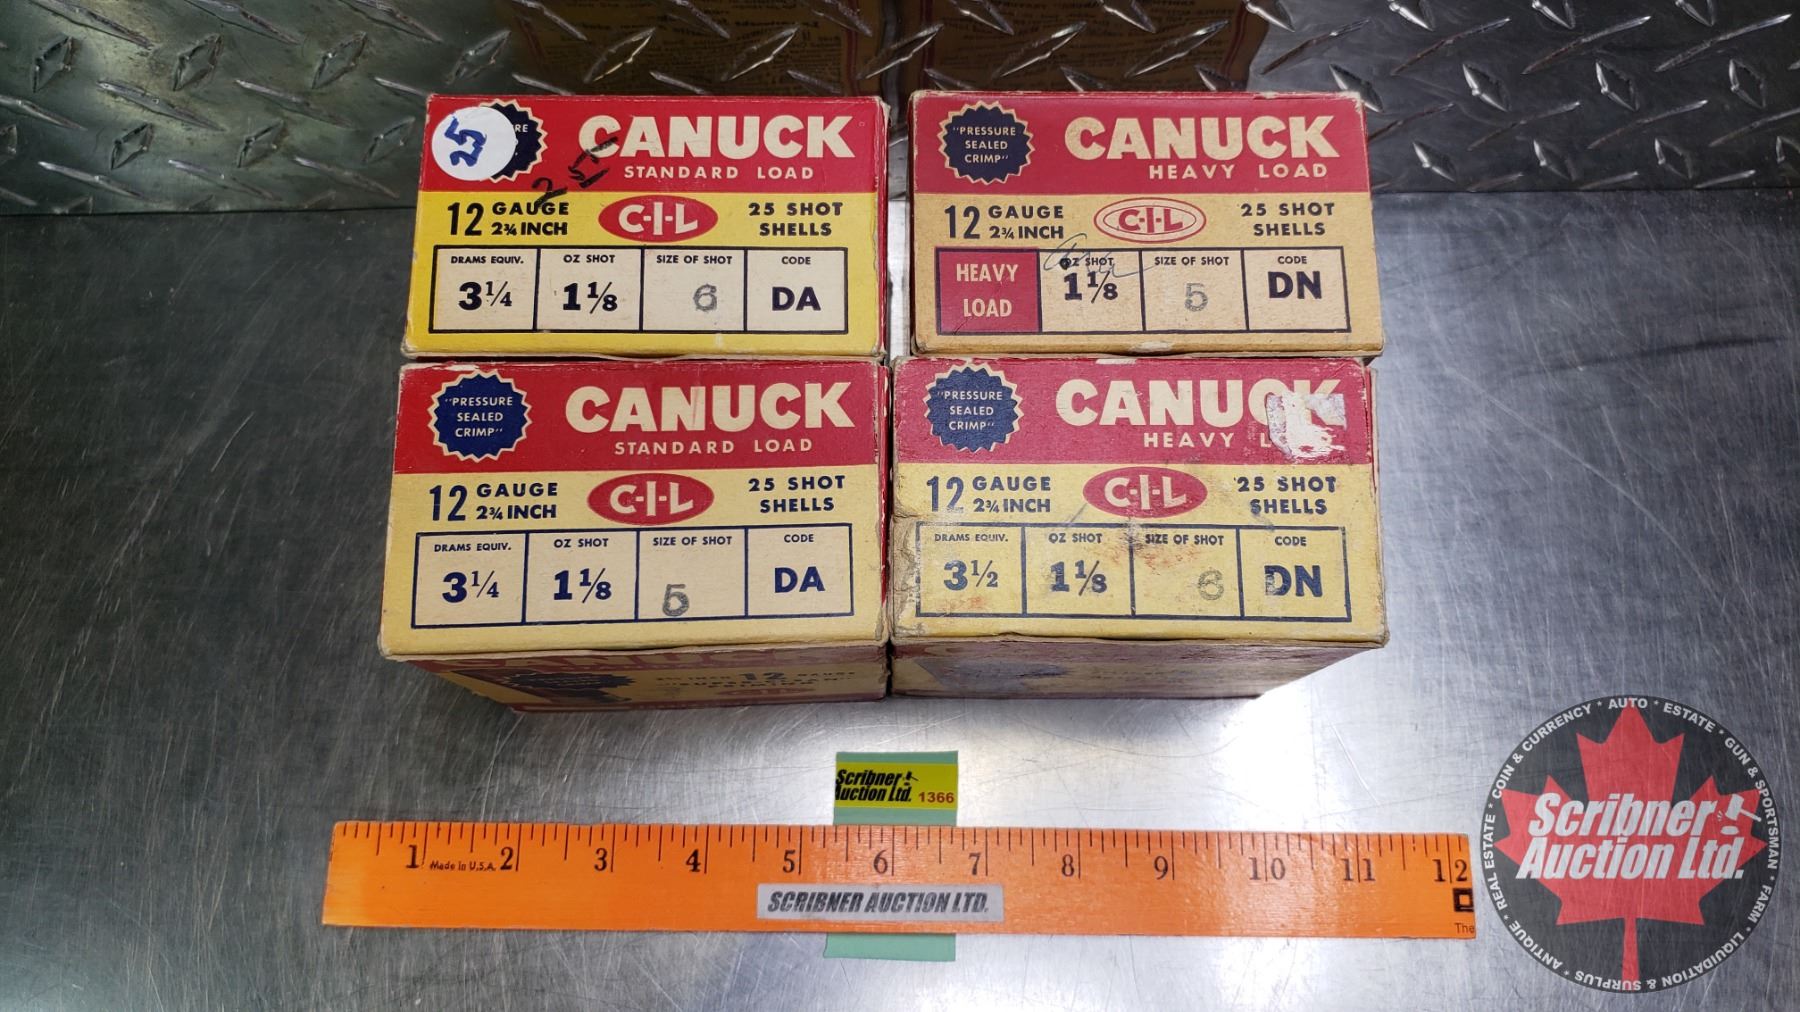 25
RE
CANUCK
STANDARD LOAD
25
12 GAUGE
2¾ INCH
C-I-L
25 SHOT
SHELLS
DRAMS EQUIV.
OZ SHOT
SIZE OF SHOT
CODE
3¼
1⅛
6
DA
"PRESSURE
SEALED
CRIMP"
CANUCK
HEAVY LOAD
12 GAUGE
2¾ INCH
C-I-L
25 SHOT
SHELLS
HEAVY
LOAD
OZ SHOT
SIZE OF SHOT
CODE
1⅛
5
DN
"PRESSURE
SEALED
CRIMP"
CANUCK
STANDARD LOAD
12 GAUGE
2¾ INCH
C-I-L
25 SHOT
SHELLS
DRAMS EQUIV.
OZ SHOT
SIZE OF SHOT
CODE
3¼
1⅛
5
DA
"PRESSURE
SEALED
CRIMP"
CANUCK
HEAVY L
12 GAUGE
2¾ INCH
C-I-L
25 SHOT
SHELLS
DRAMS EQUIV.
OZ SHOT
SIZE OF SHOT
CODE
3½
1⅛
6
DN
12
Scribner
Auction Ltd. 1366
1 2 3 4 5 6 7 8 9 10 11 12
Made in U.S.A.
SCRIBNER AUCTION LTD.
The
Scribner
Auction Ltd.
ANTIQUE * REAL ESTATE * COIN & CURRENCY * AUTO * ESTATE * GUN & SPORTSMAN * FARM * LIQUIDATION & SURPLUS *